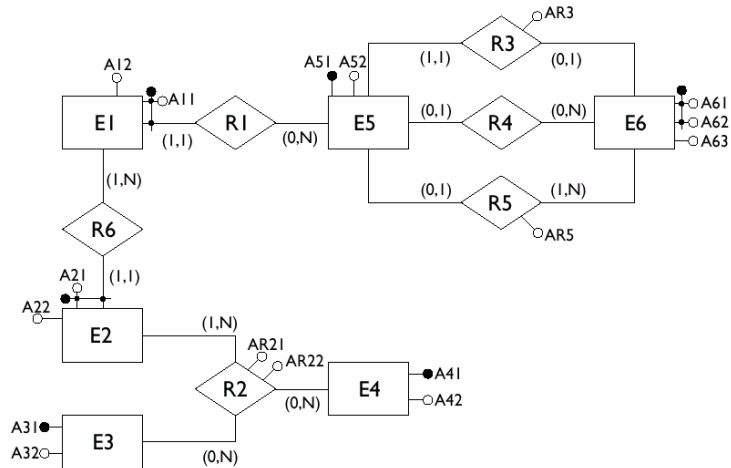 AR3
R3
A12
A51 A52
(1,1) (0,1)
A11
A61
E1 R1 E5 (0,1) R4 (0,N) E6 A62
(1,1) (0,N)
A63
(1,N)
(0,1) (1,N)
R5
R6
AR5
A21 (1,1)
A22
E2
(1,N)
AR21
AR22
R2 E4 A41
(0,N) A42
A31
E3
A32
(0,N)